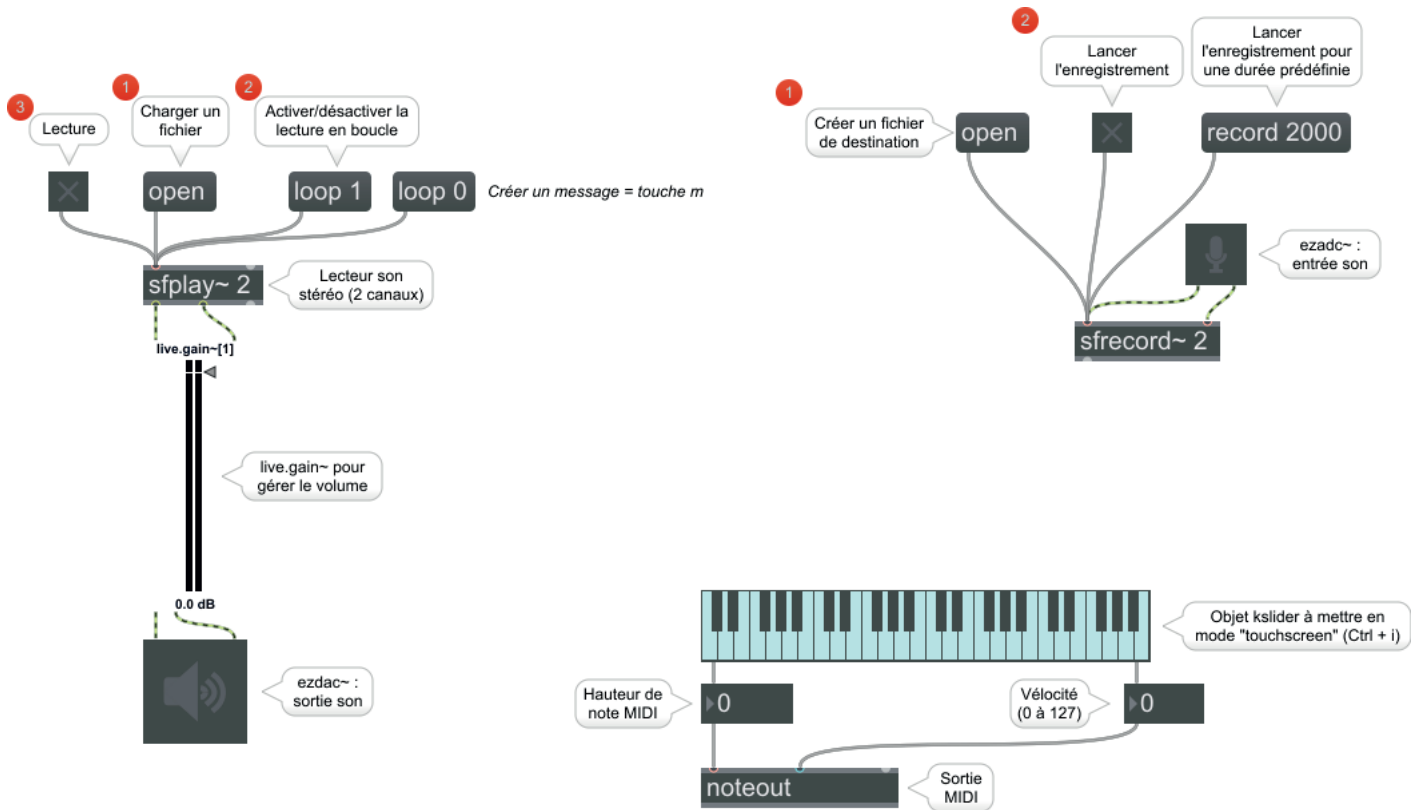 3
Lecture
1
Charger un
fichier
2
Activer/désactiver la
lecture en boucle
open
loop 1
loop 0
Créer un message = touche m
sfplay~ 2
Lecteur son
stéréo (2 canaux)
live.gain~[1]
live.gain~ pour
gérer le volume
0.0 dB
ezdac~ :
sortie son
1
Créer un fichier
de destination
2
Lancer
l'enregistrement
Lancer
l'enregistrement pour
une durée prédéfinie
open
record 2000
ezadc~ :
entrée son
sfrecord~ 2
Objet kslider à mettre en
mode "touchscreen" (Ctrl + i)
Hauteur de
note MIDI
0
Vélocité
(0 à 127)
0
noteout
Sortie
MIDI